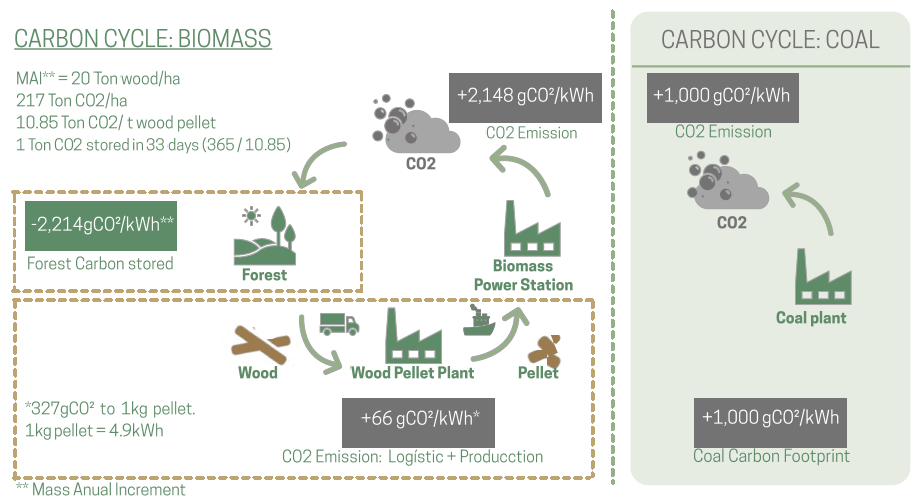 CARBON CYCLE: BIOMASS
MAI** = 20 Ton wood/ha
217 Ton CO2/ha
10.85 Ton CO2/ t wood pellet
1 Ton CO2 stored in 33 days (365 / 10.85)
+2,148 gCO²/kWh
CO2 Emission
CO2
-2,214gCO²/kWh**
Forest Carbon stored
Forest
Biomass
Power Station
Wood
Wood Pellet Plant
Pellet
*327gCO² to 1kg pellet.
1kg pellet = 4.9kWh
+66 gCO²/kWh*
CO2 Emission: Logístic + Producction
** Mass Anual Increment
CARBON CYCLE: COAL
+1,000 gCO²/kWh
CO2 Emission
CO2
Coal plant
+1,000 gCO²/kWh
Coal Carbon Footprint